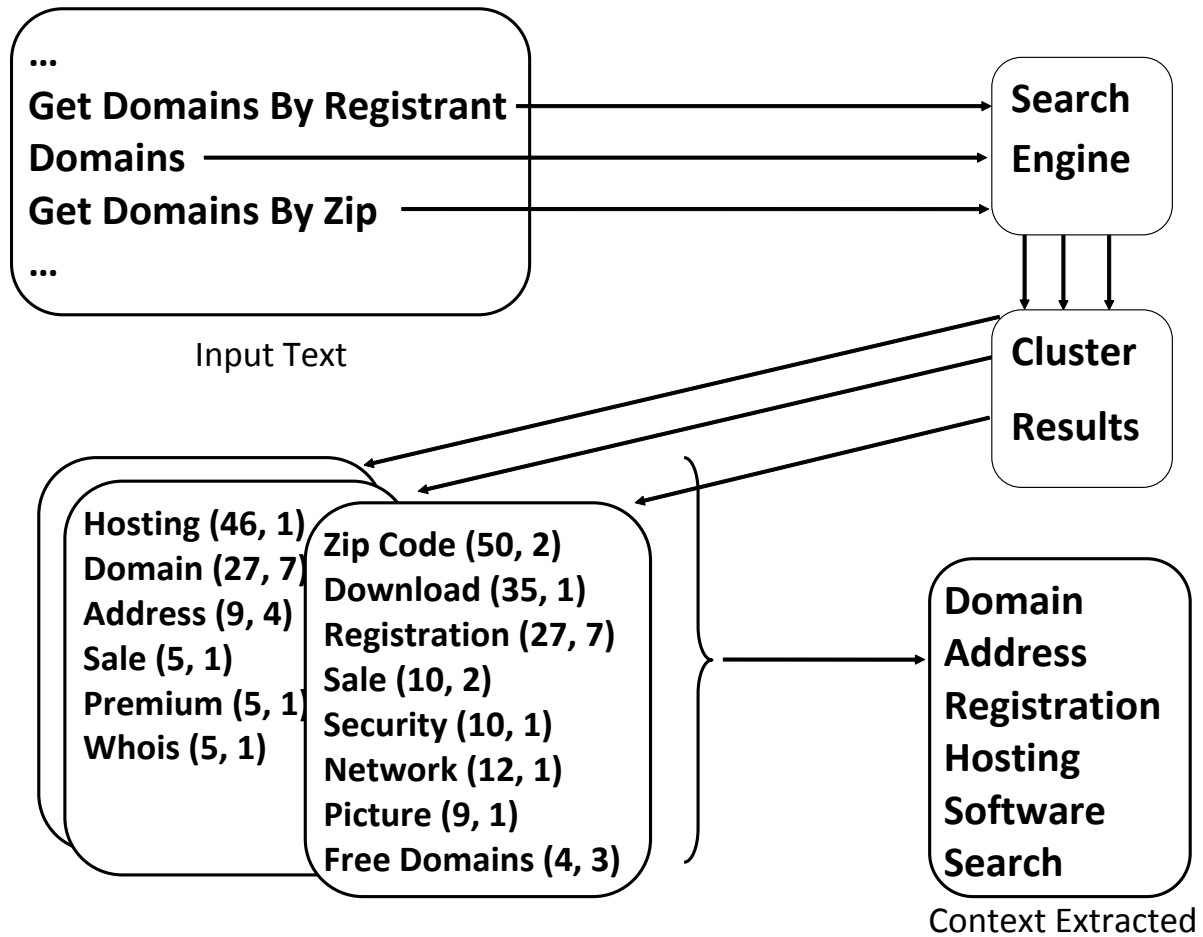 ...
Get Domains By Registrant
Domains
Get Domains By Zip
...
Input Text
Search
Engine
Cluster
Results
Hosting (46, 1)
Domain (27, 7)
Address (9, 4)
Sale (5, 1)
Premium (5, 1)
Whois (5, 1)
Zip Code (50, 2)
Download (35, 1)
Registration (27, 7)
Sale (10, 2)
Security (10, 1)
Network (12, 1)
Picture (9, 1)
Free Domains (4, 3)
Domain
Address
Registration
Hosting
Software
Search
Context Extracted